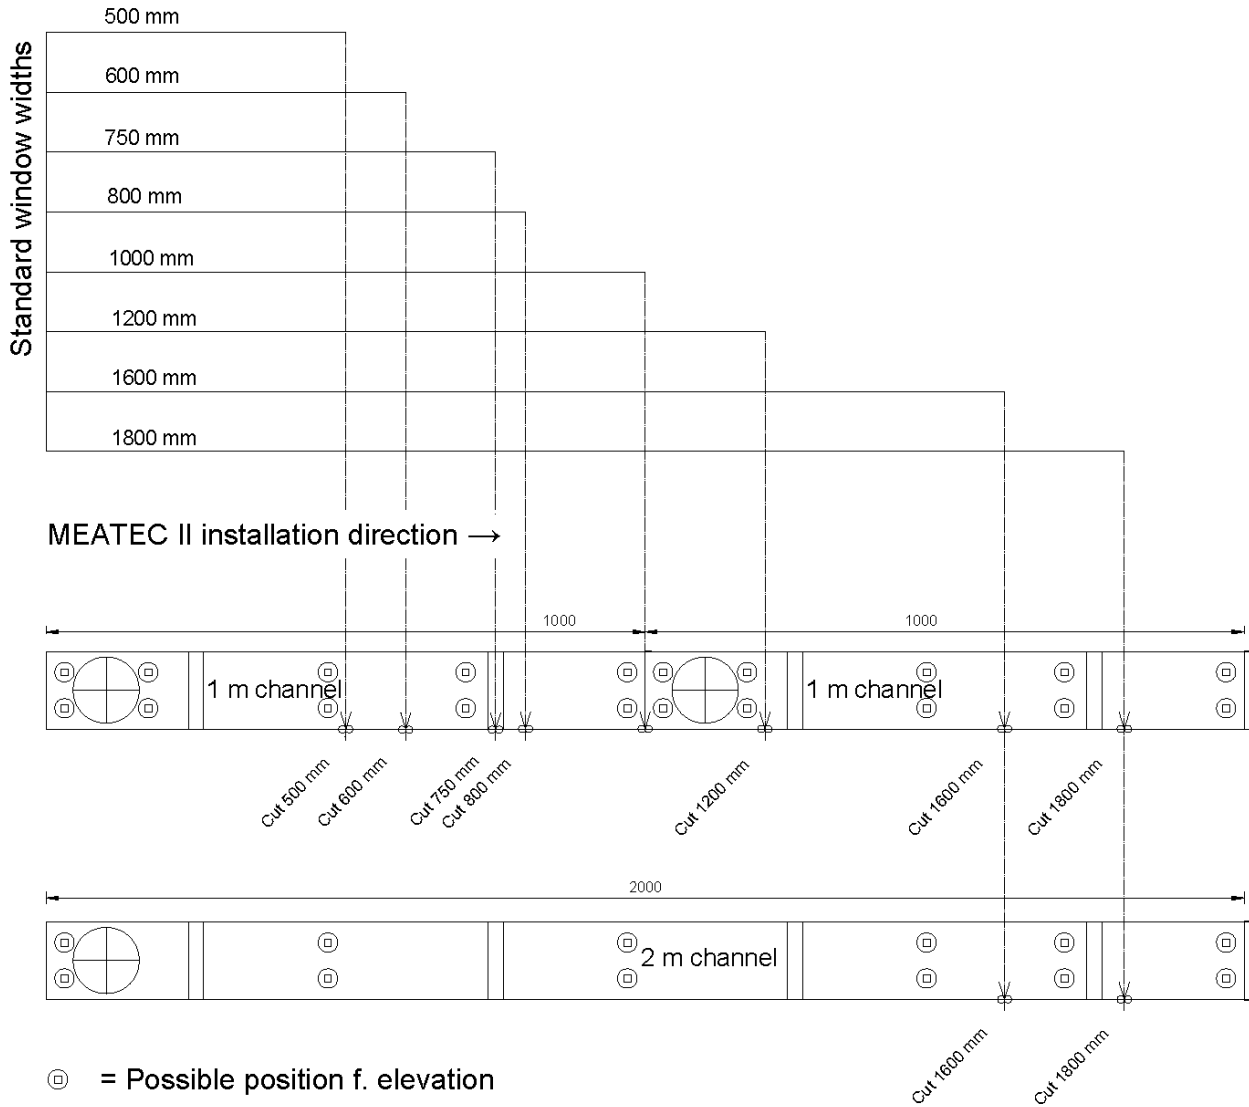 Standard window widths
500 mm
600 mm
750 mm
800 mm
1000 mm
1200 mm
1600 mm
1800 mm
MEATEC II installation direction →
1000
1000
1 m channel
1 m channel
Cut 500 mm
Cut 600 mm
Cut 750 mm
Cut 800 mm
Cut 1200 mm
Cut 1600 mm
Cut 1800 mm
2000
2 m channel
Cut 1600 mm
Cut 1800 mm
= Possible position f. elevation